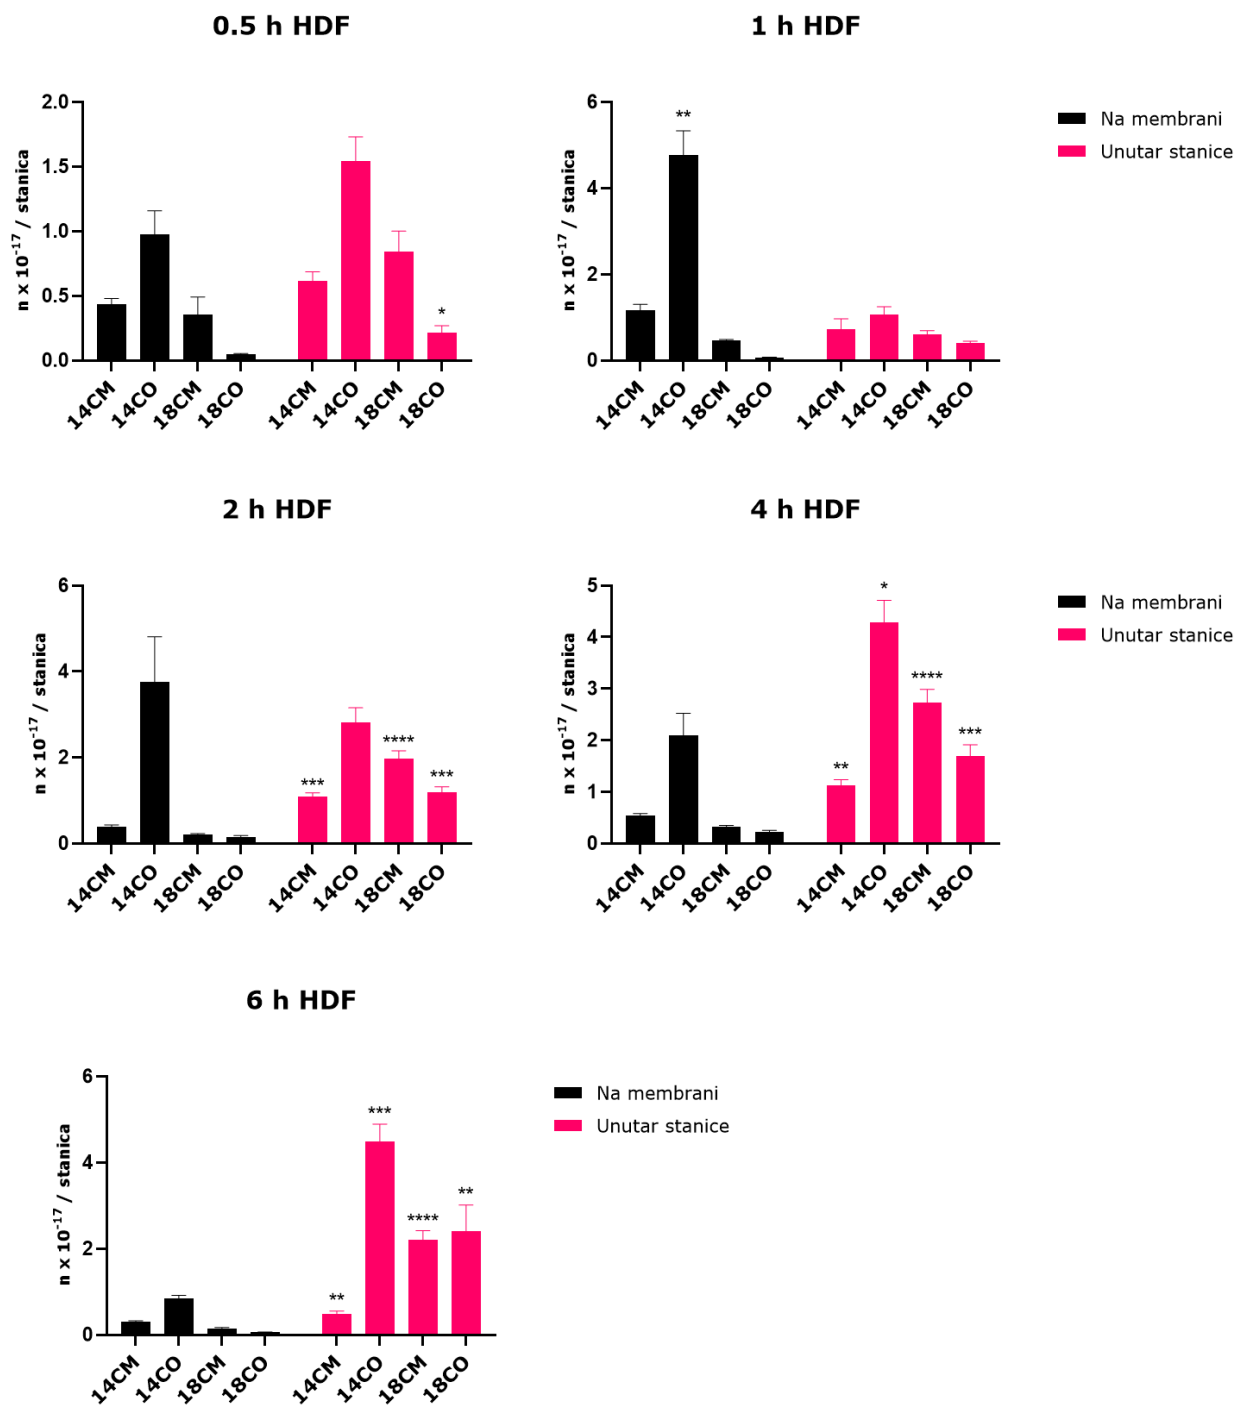 0.5 h HDF
n x 10⁻¹⁷ / stanica
2.0
1.5
1.0
0.5
0.0
*
14CM 14CO 18CM 18CO 14CM 14CO 18CM 18CO
1 h HDF
n x 10⁻¹⁷ / stanica
6
4
2
0
**
14CM 14CO 18CM 18CO 14CM 14CO 18CM 18CO
Na membrani
Unutar stanice
2 h HDF
n x 10⁻¹⁷ / stanica
6
4
2
0
*** **** ***
14CM 14CO 18CM 18CO 14CM 14CO 18CM 18CO
4 h HDF
n x 10⁻¹⁷ / stanica
5
4
3
2
1
0
** * **** ***
14CM 14CO 18CM 18CO 14CM 14CO 18CM 18CO
Na membrani
Unutar stanice
6 h HDF
n x 10⁻¹⁷ / stanica
6
4
2
0
** *** **** **
14CM 14CO 18CM 18CO 14CM 14CO 18CM 18CO
Na membrani
Unutar stanice